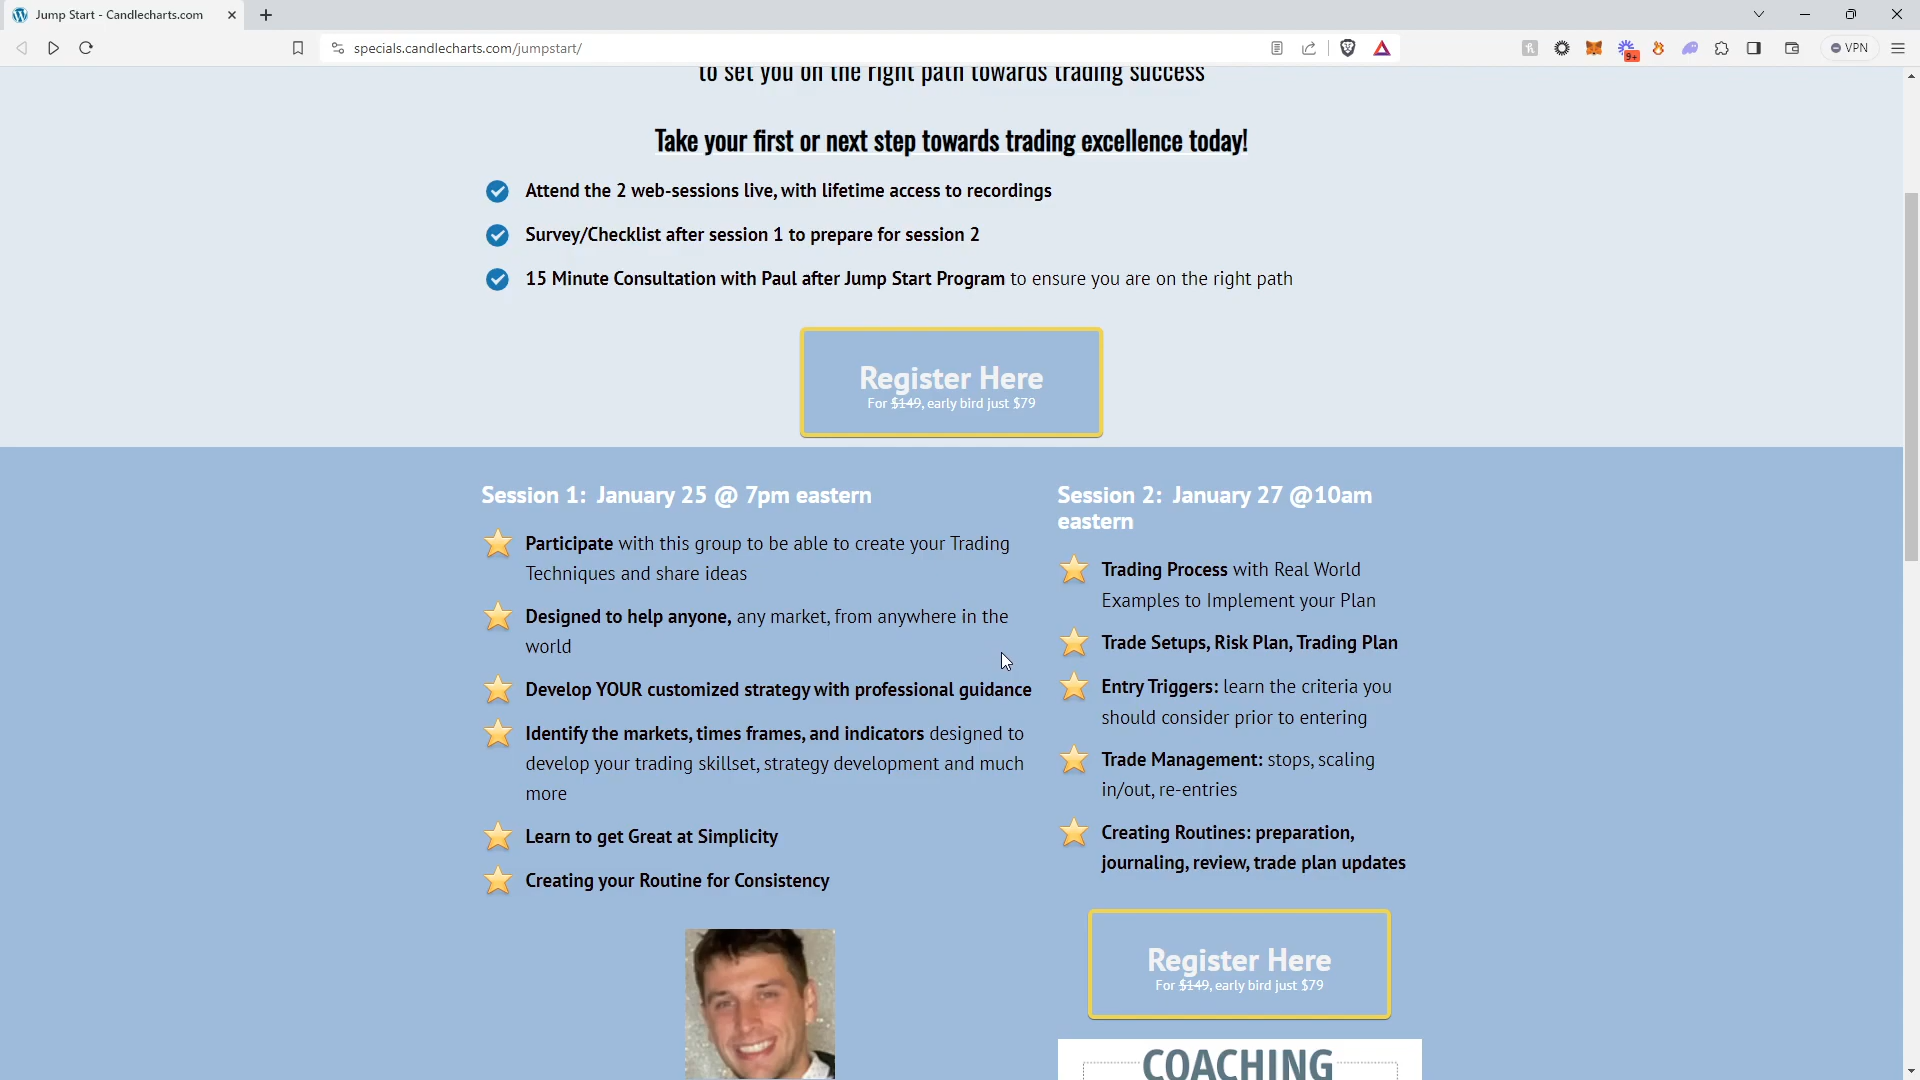 Jump Start - Candlecharts.com
specials.candlecharts.com/jumpstart/
9+
VPN
to set you on the right path towards trading success
Take your first or next step towards trading excellence today!
Attend the 2 web-sessions live, with lifetime access to recordings
Survey/Checklist after session 1 to prepare for session 2
15 Minute Consultation with Paul after Jump Start Program to ensure you are on the right path
Register Here
For $149, early bird just $79
Session 1: January 25 @ 7pm eastern
Participate with this group to be able to create your Trading
Techniques and share ideas
Designed to help anyone, any market, from anywhere in the
world
Develop YOUR customized strategy with professional guidance
Identify the markets, times frames, and indicators designed to
develop your trading skillset, strategy development and much
more
Learn to get Great at Simplicity
Creating your Routine for Consistency
Session 2: January 27 @10am
eastern
Trading Process with Real World
Examples to Implement your Plan
Trade Setups, Risk Plan, Trading Plan
Entry Triggers: learn the criteria you
should consider prior to entering
Trade Management: stops, scaling
in/out, re-entries
Creating Routines: preparation,
journaling, review, trade plan updates
Register Here
For $149, early bird just $79
COACHING